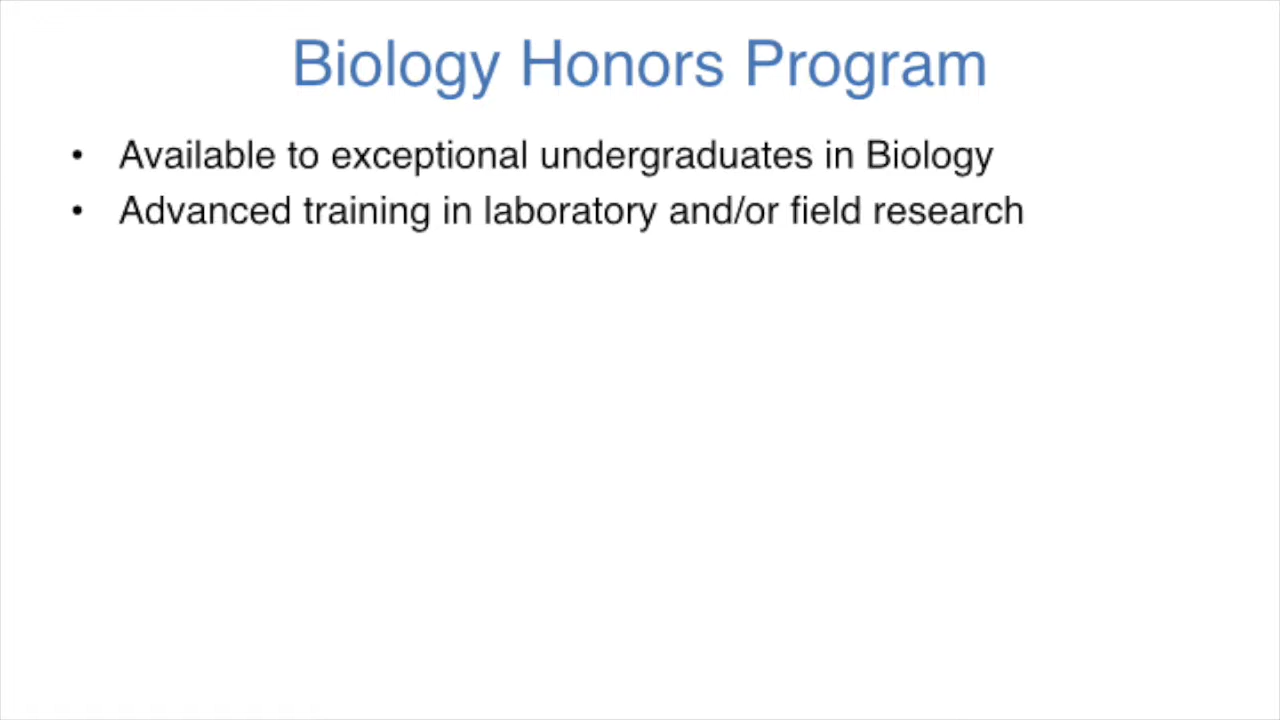 Biology Honors Program
• Available to exceptional undergraduates in Biology
• Advanced training in laboratory and/or field research